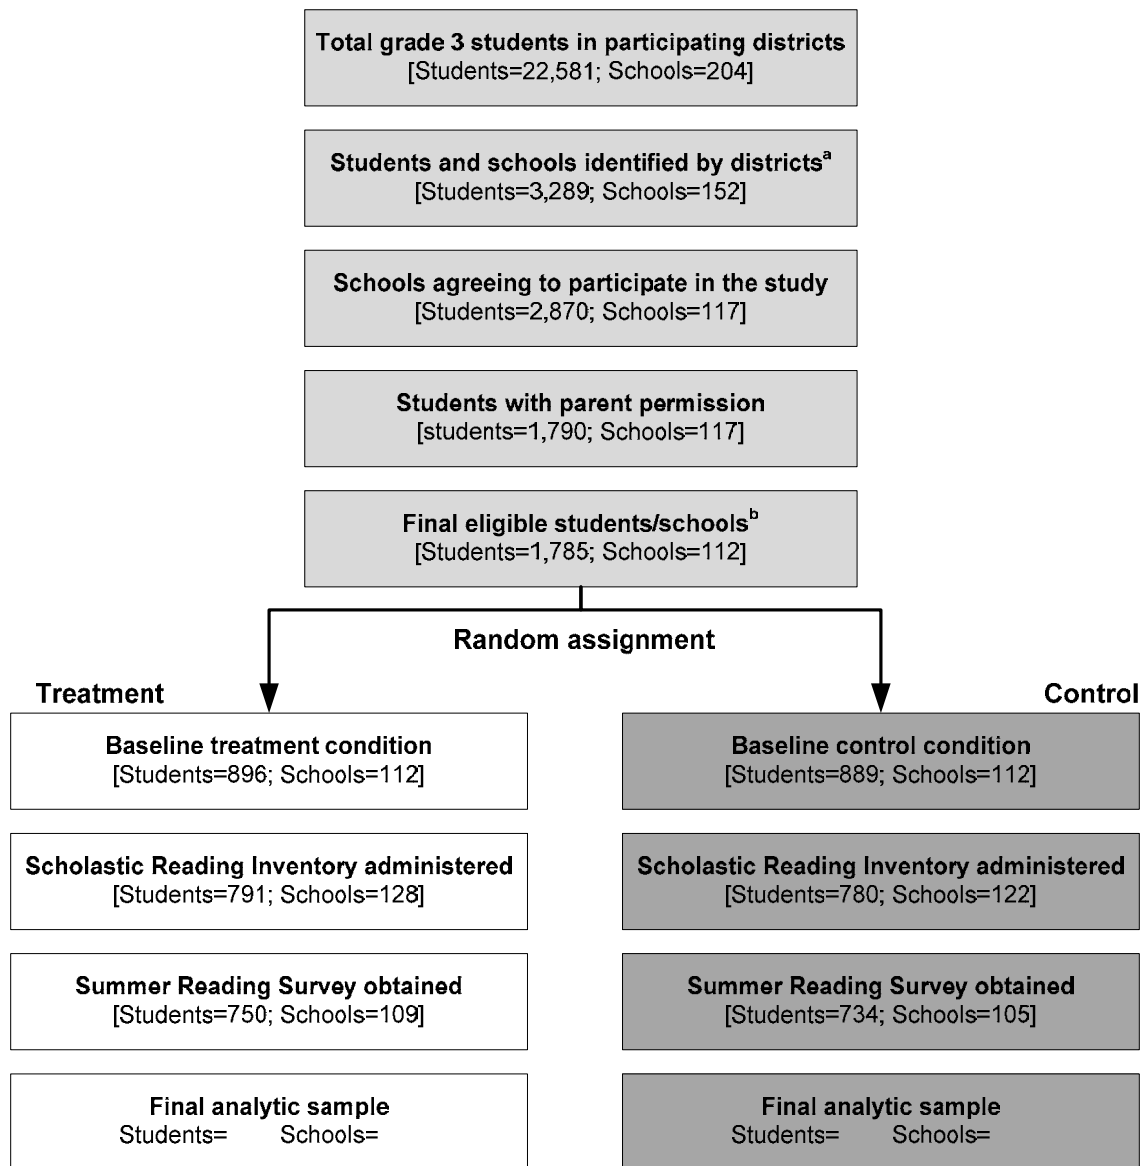 Total grade 3 students in participating districts
[Students=22,581; Schools=204]
Students and schools identified by districtsᵃ
[Students=3,289; Schools=152]
Schools agreeing to participate in the study
[Students=2,870; Schools=117]
Students with parent permission
[students=1,790; Schools=117]
Final eligible students/schoolsᵇ
[Students=1,785; Schools=112]
Random assignment
Treatment
Control
Baseline treatment condition
[Students=896; Schools=112]
Baseline control condition
[Students=889; Schools=112]
Scholastic Reading Inventory administered
[Students=791; Schools=128]
Scholastic Reading Inventory administered
[Students=780; Schools=122]
Summer Reading Survey obtained
[Students=750; Schools=109]
Summer Reading Survey obtained
[Students=734; Schools=105]
Final analytic sample
Students= Schools=
Final analytic sample
Students= Schools=